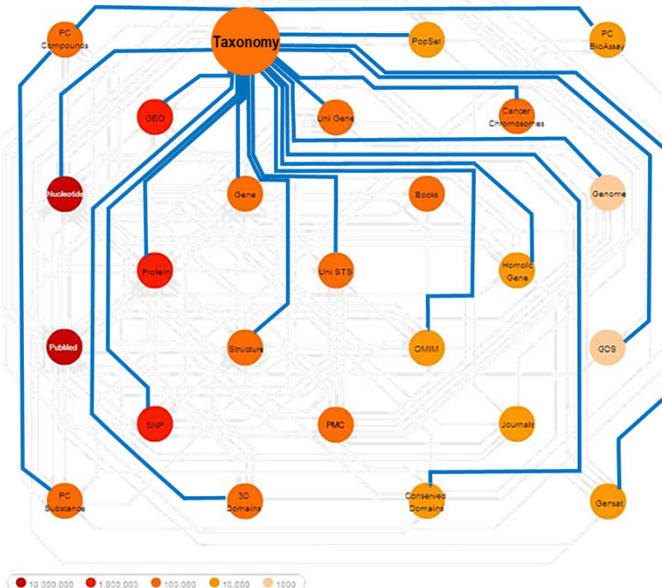 PC
Compounds
Taxonomy
PopSet
PC
BioAssay
GEO
Uni Gene
Cancer
Chromosomes
Nucleotide
Gene
Books
Genome
Protein
Uni STS
Homolo
Gene
PubMed
Structure
OMIM
GDS
SNP
PMC
Journals
PC
Substance
3D
Domains
Conserved
Domains
Gensat
10,000,000 1,000,000 100,000 10,000 1000